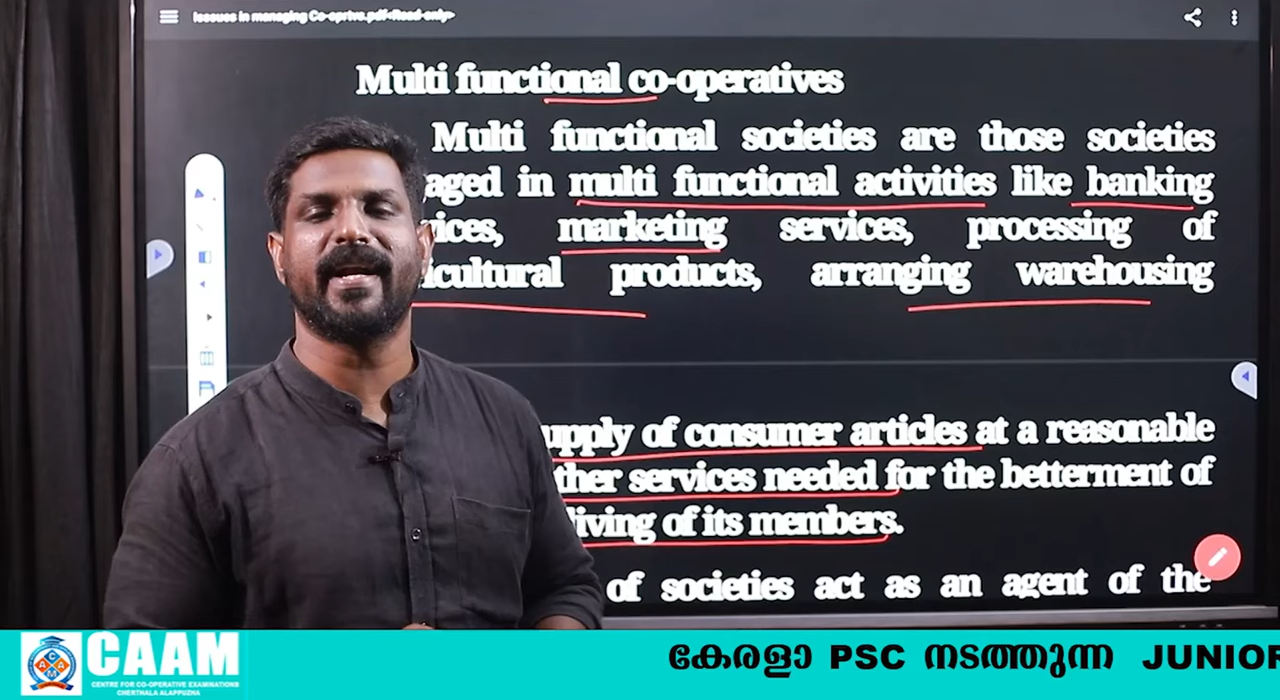 Issues in managing Co-oprtvs.pdf<Read-only>
Multi functional co-operatives
Multi functional societies are those societies
aged in multi functional activities like banking
ices, marketing services, processing of
icultural products, arranging warehousing
upply of consumer articles at a reasonable
ther services needed for the betterment of
living of its members.
of societies act as an agent of the
CAAM
CENTRE FOR CO-OPERATIVE EXAMINATIONS
CHERTHALA ALAPPUZHA
കേരളാ PSC നടത്തുന്ന JUNIOR